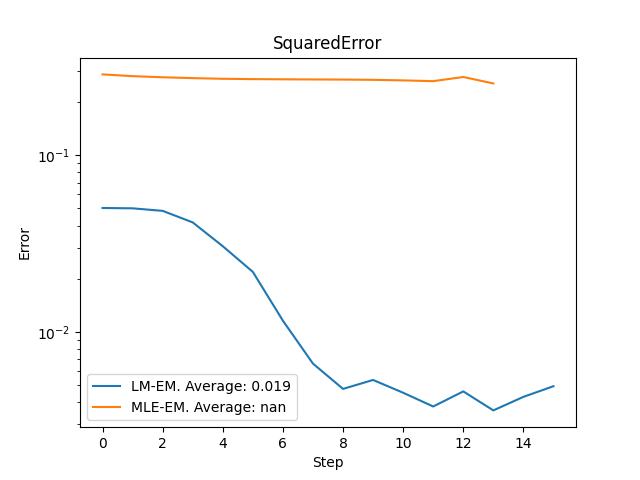 SquaredError
Error
10⁻¹
10⁻²
LM-EM. Average: 0.019
MLE-EM. Average: nan
0 2 4 6 8 10 12 14
Step